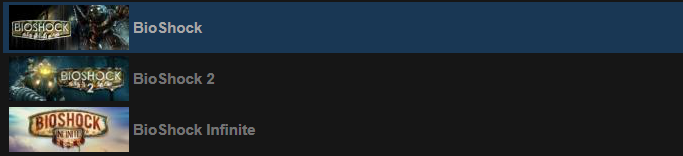 BIOSHOCK
BioShock
BIOSHOCK
2
BioShock 2
BIOSHOCK
INFINITE
BioShock Infinite